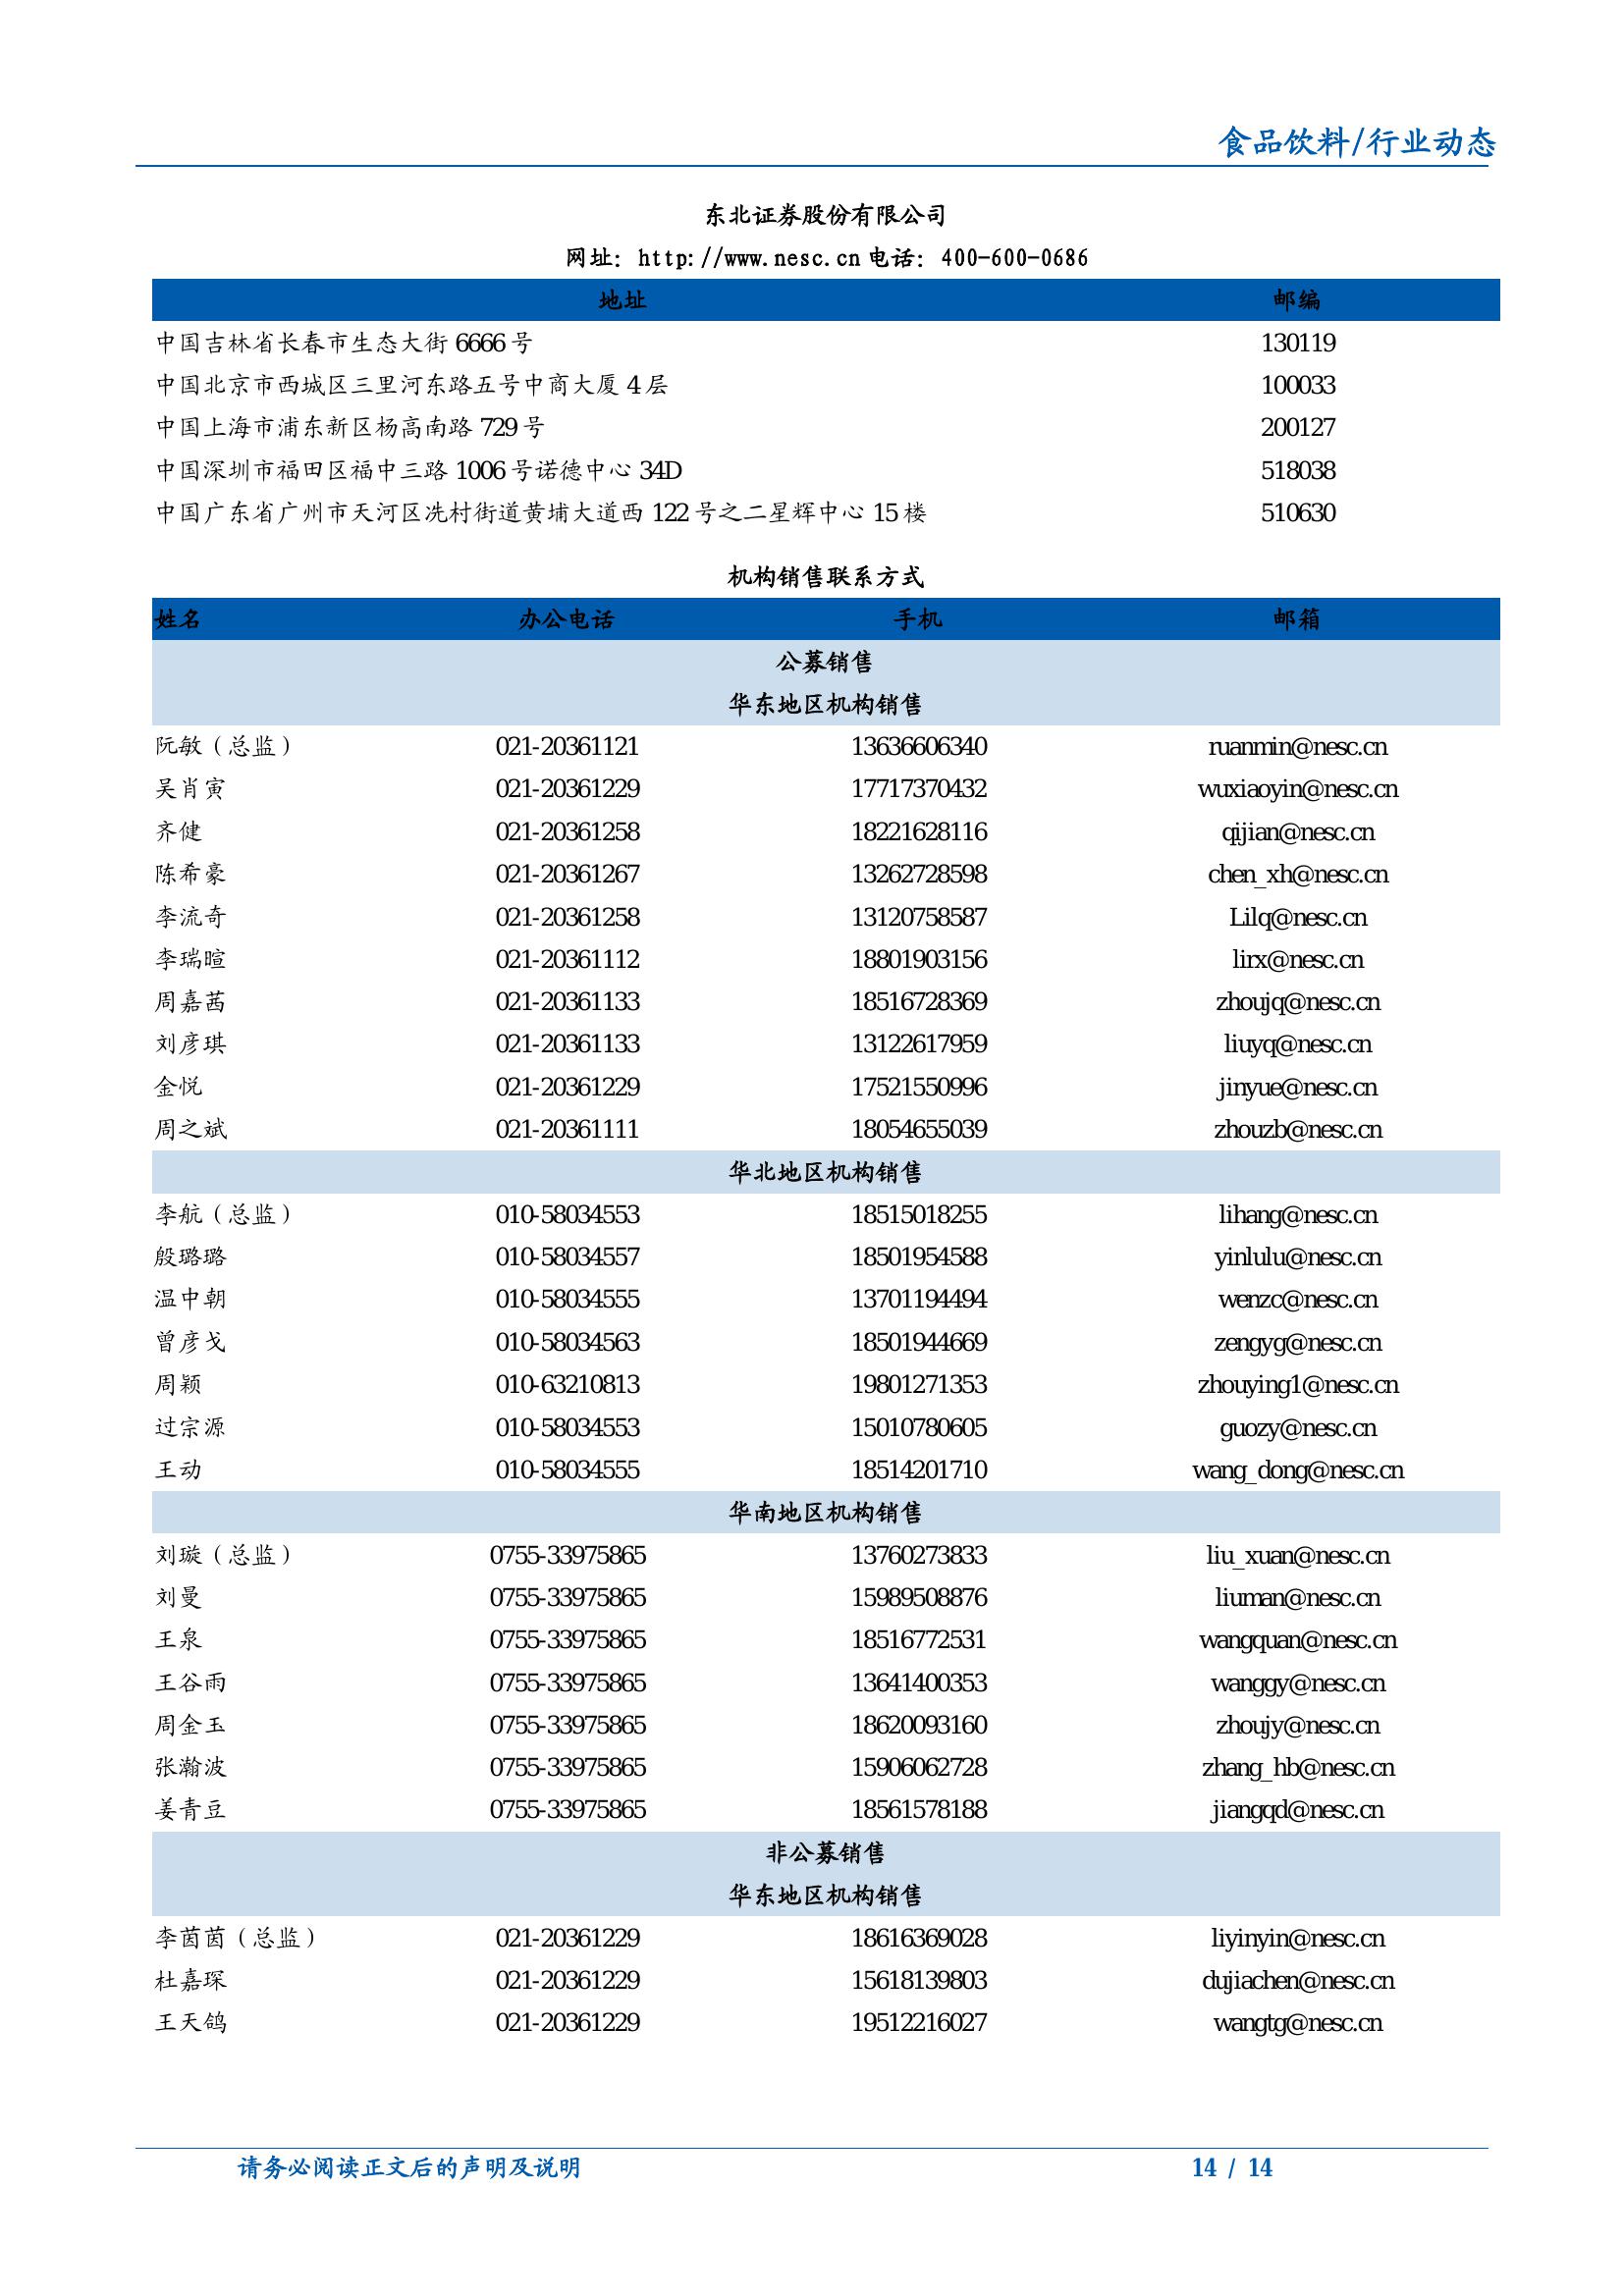 食品饮料/行业动态
东北证券股份有限公司
网址：http://www.nesc.cn 电话：400-600-0686
地址 邮编
中国吉林省长春市生态大街 6666 号 130119
中国北京市西城区三里河东路五号中商大厦 4 层 100033
中国上海市浦东新区杨高南路 729 号 200127
中国深圳市福田区福中三路 1006 号诺德中心 34D 518038
中国广东省广州市天河区冼村街道黄埔大道西 122 号之二星辉中心 15 楼 510630
机构销售联系方式
姓名 办公电话 手机 邮箱
公募销售
华东地区机构销售
阮敏（总监） 021-20361121 13636606340 ruanmin@nesc.cn
吴肖寅 021-20361229 17717370432 wuxiaoyin@nesc.cn
齐健 021-20361258 18221628116 qijian@nesc.cn
陈希豪 021-20361267 13262728598 chen_xh@nesc.cn
李流奇 021-20361258 13120758587 Lilq@nesc.cn
李瑞暄 021-20361112 18801903156 lirx@nesc.cn
周嘉茜 021-20361133 18516728369 zhoujq@nesc.cn
刘彦琪 021-20361133 13122617959 liuyq@nesc.cn
金悦 021-20361229 17521550996 jinyue@nesc.cn
周之斌 021-20361111 18054655039 zhouzb@nesc.cn
华北地区机构销售
李航（总监） 010-58034553 18515018255 lihang@nesc.cn
殷璐璐 010-58034557 18501954588 yinlulu@nesc.cn
温中朝 010-58034555 13701194494 wenzc@nesc.cn
曾彦戈 010-58034563 18501944669 zengyg@nesc.cn
周颖 010-63210813 19801271353 zhouying1@nesc.cn
过宗源 010-58034553 15010780605 guozy@nesc.cn
王动 010-58034555 18514201710 wang_dong@nesc.cn
华南地区机构销售
刘璇（总监） 0755-33975865 13760273833 liu_xuan@nesc.cn
刘曼 0755-33975865 15989508876 liuman@nesc.cn
王泉 0755-33975865 18516772531 wangquan@nesc.cn
王谷雨 0755-33975865 13641400353 wanggy@nesc.cn
周金玉 0755-33975865 18620093160 zhoujy@nesc.cn
张瀚波 0755-33975865 15906062728 zhang_hb@nesc.cn
姜青豆 0755-33975865 18561578188 jiangqd@nesc.cn
非公募销售
华东地区机构销售
李茵茵（总监） 021-20361229 18616369028 liyinyin@nesc.cn
杜嘉琛 021-20361229 15618139803 dujiachen@nesc.cn
王天鸽 021-20361229 19512216027 wangtg@nesc.cn
请务必阅读正文后的声明及说明 14 / 14